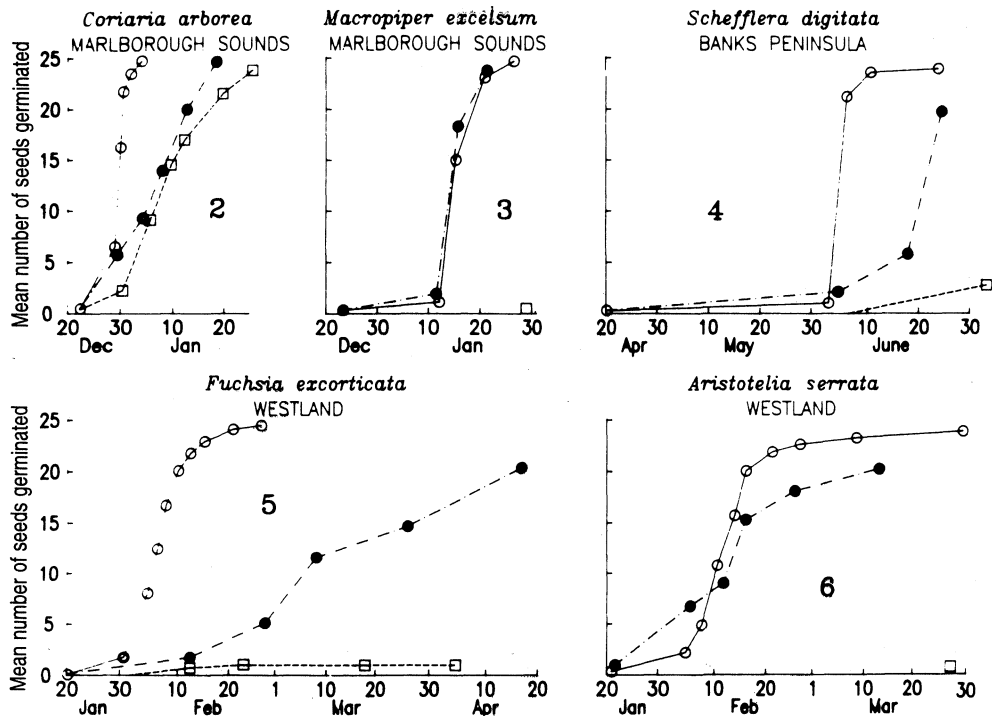 Coriaria arborea
MARLBOROUGH SOUNDS
Mean number of seeds germinated
25
20
15
10
5
0
2
20 30 10 20
Dec Jan
Macropiper excelsum
MARLBOROUGH SOUNDS
3
20 30 10 20 30
Dec Jan
Schefflera digitata
BANKS PENINSULA
4
20 30 10 20 30 10 20 30
Apr May June
Fuchsia excorticata
WESTLAND
Mean number of seeds germinated
25
20
15
10
5
0
5
20 30 10 20 1 10 20 30 10 20
Jan Feb Mar Apr
Aristotelia serrata
WESTLAND
6
20 30 10 20 1 10 20 30
Jan Feb Mar